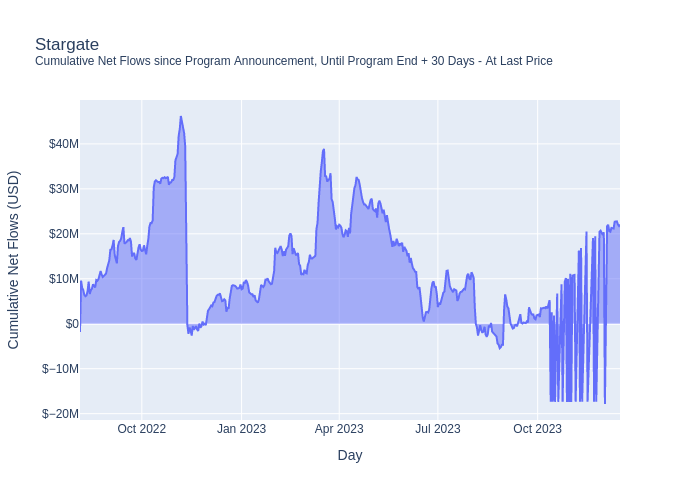 Stargate
Cumulative Net Flows since Program Announcement, Until Program End + 30 Days - At Last Price
Cumulative Net Flows (USD)
$40M
$30M
$20M
$10M
$0
$−10M
$−20M
Oct 2022
Jan 2023
Apr 2023
Jul 2023
Oct 2023
Day